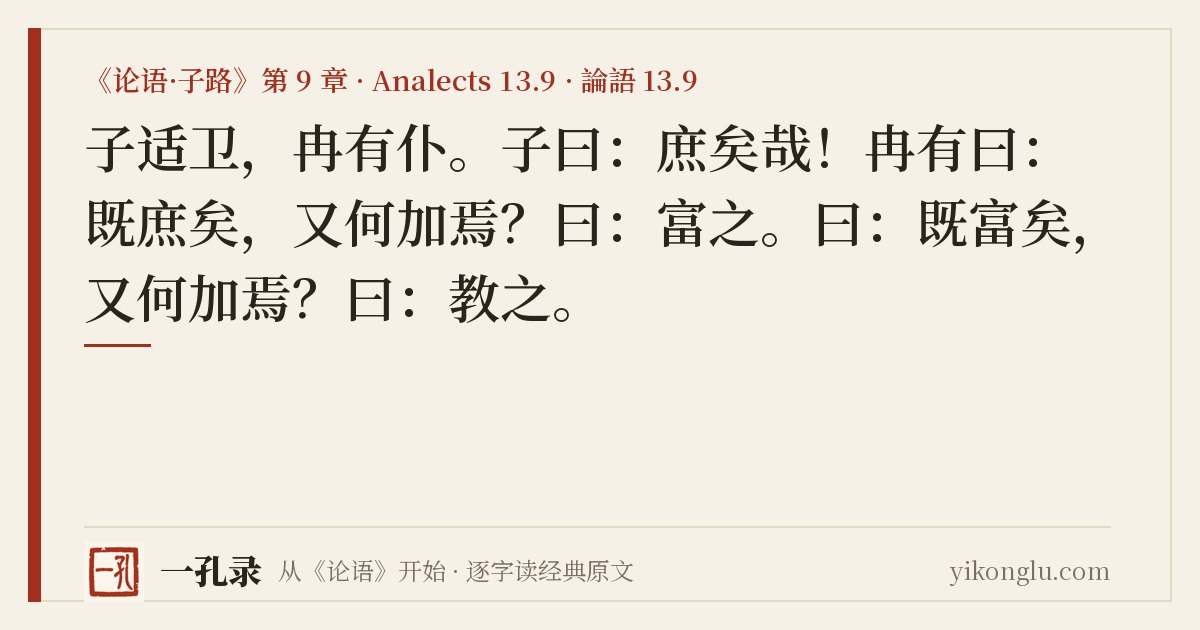 《论语·子路》第 9 章 · Analects 13.9 · 論語 13.9
子适卫，冉有仆。子曰：庶矣哉！冉有曰：
既庶矣，又何加焉？曰：富之。曰：既富矣，
又何加焉？曰：教之。
一孔
一孔录 从《论语》开始 · 逐字读经典原文 yikonglu.com